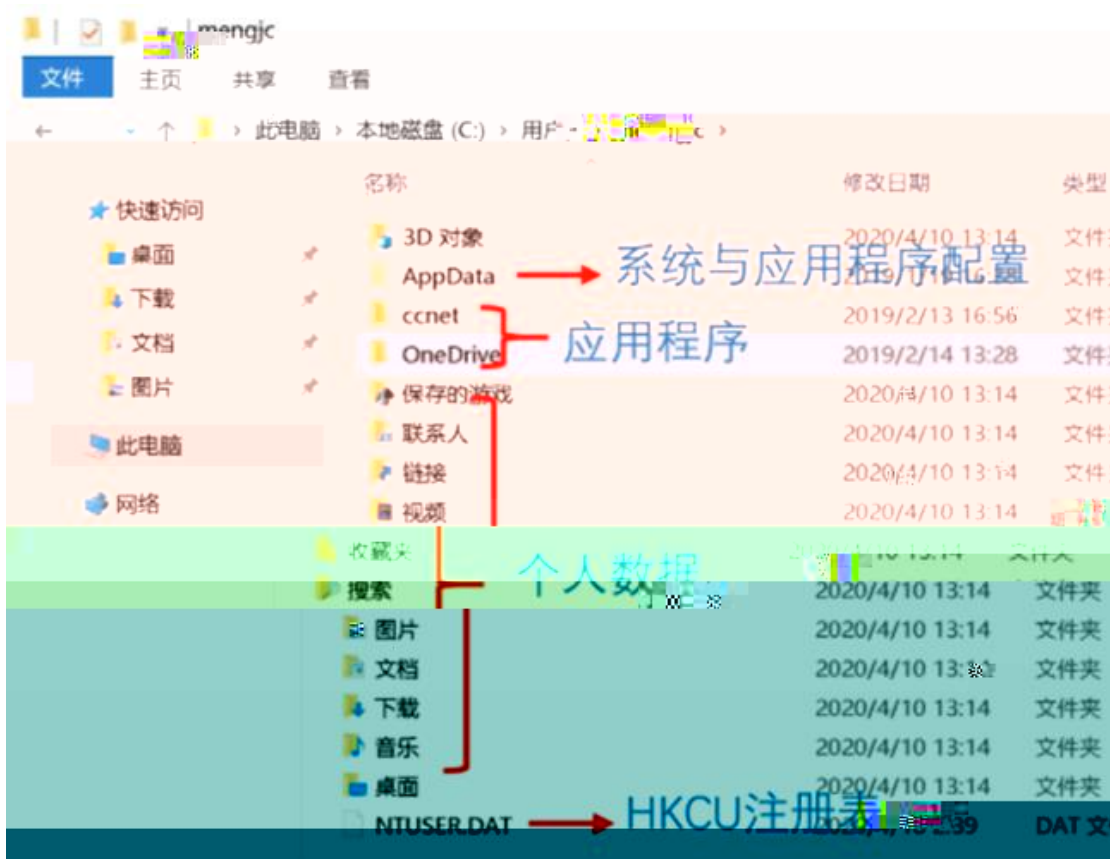 mengjc
文件 主页 共享 查看
此电脑 › 本地磁盘 (C:) › 用户
名称 修改日期 类型
快速访问
桌面
下载
文档
图片
此电脑
网络
3D 对象 2020/4/10 13:14
AppData 系统与应用程序配置
ccnet 2019/2/13 16:56
应用程序
OneDrive 2019/2/14 13:28
保存的游戏 13:14
联系人 2020/4/10 13:14
链接
视频 2020/4/10 13:14
收藏夹 文件夹
个人数据
搜索 2020/4/10 13:14 文件夹
图片 2020/4/10 13:14 文件夹
文档 文件夹
下载 2020/4/10 13:14 文件夹
音乐 2020/4/10 13:14 文件夹
桌面 2020/4/10 13:14 文件夹
NTUSER.DAT HKCU注册表 DAT